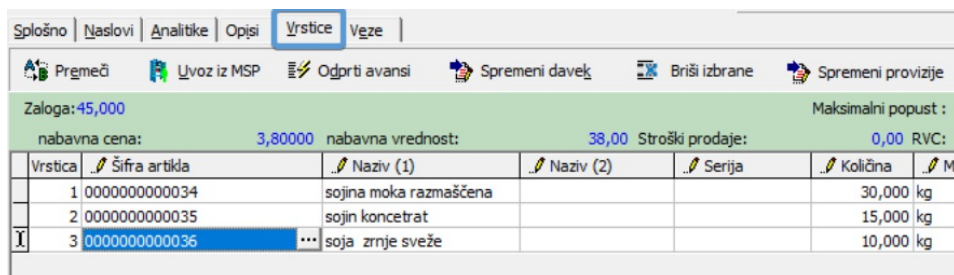 Splošno Naslovi Analitike Opisi Vrstice Veze
Premeči Uvoz iz MSP Odprti avansi Spremeni davek Briši izbrane Spremeni provizije
Zaloga: 45,000 Maksimalni popust :
nabavna cena: 3,80000 nabavna vrednost: 38,00 Stroški prodaje: 0,00 RVC:
Vrstica Šifra artikla Naziv (1) Naziv (2) Serija Količina M
1 0000000000034 sojina moka razmaščena 30,000 kg
2 0000000000035 sojin koncetrat 15,000 kg
3 0000000000036 ... soja zrnje sveže 10,000 kg